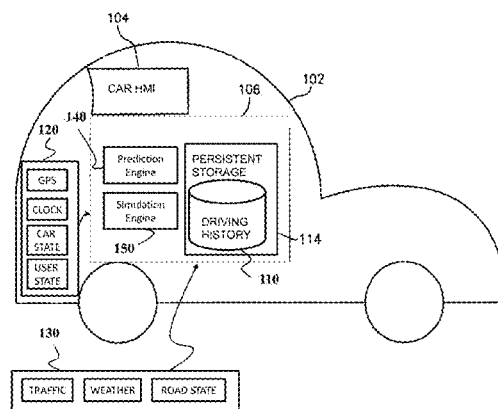 104
CAR HMI
106
102
140
120
Prediction
Engine
PERSISTENT
STORAGE
GPS
CLOCK
Simulation
Engine
DRIVING
HISTORY
CAR
STATE
114
USER
STATE
150
110
130
TRAFFIC
WEATHER
ROAD STATE